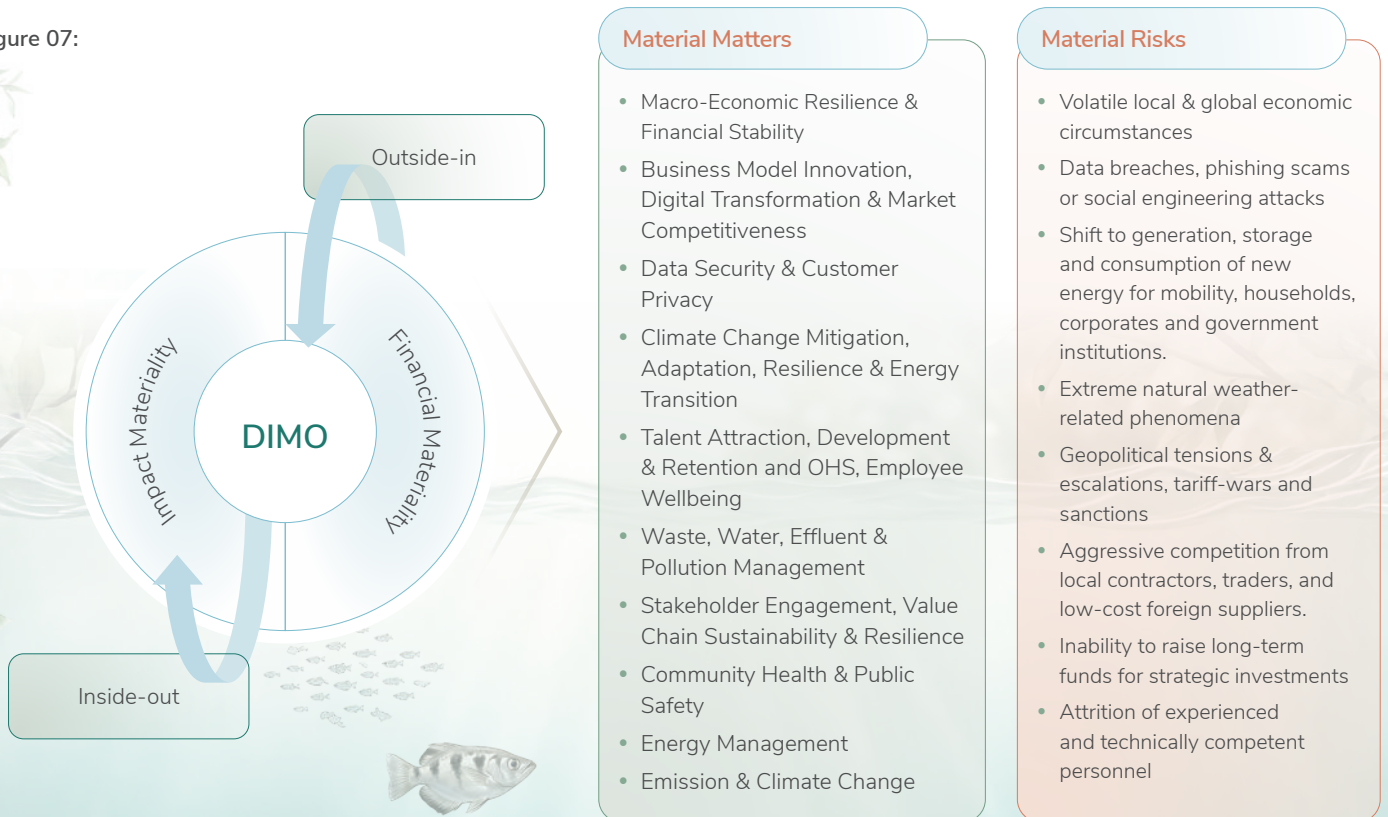 gure 07:
Outside-in
Impact Materiality
Financial Materiality
DIMO
Inside-out
Material Matters
• Macro-Economic Resilience &
Financial Stability
• Business Model Innovation,
Digital Transformation & Market
Competitiveness
• Data Security & Customer
Privacy
• Climate Change Mitigation,
Adaptation, Resilience & Energy
Transition
• Talent Attraction, Development
& Retention and OHS, Employee
Wellbeing
• Waste, Water, Effluent &
Pollution Management
• Stakeholder Engagement, Value
Chain Sustainability & Resilience
• Community Health & Public
Safety
• Energy Management
• Emission & Climate Change
Material Risks
• Volatile local & global economic
circumstances
• Data breaches, phishing scams
or social engineering attacks
• Shift to generation, storage
and consumption of new
energy for mobility, households,
corporates and government
institutions.
• Extreme natural weather-
related phenomena
• Geopolitical tensions &
escalations, tariff-wars and
sanctions
• Aggressive competition from
local contractors, traders, and
low-cost foreign suppliers.
• Inability to raise long-term
funds for strategic investments
• Attrition of experienced
and technically competent
personnel